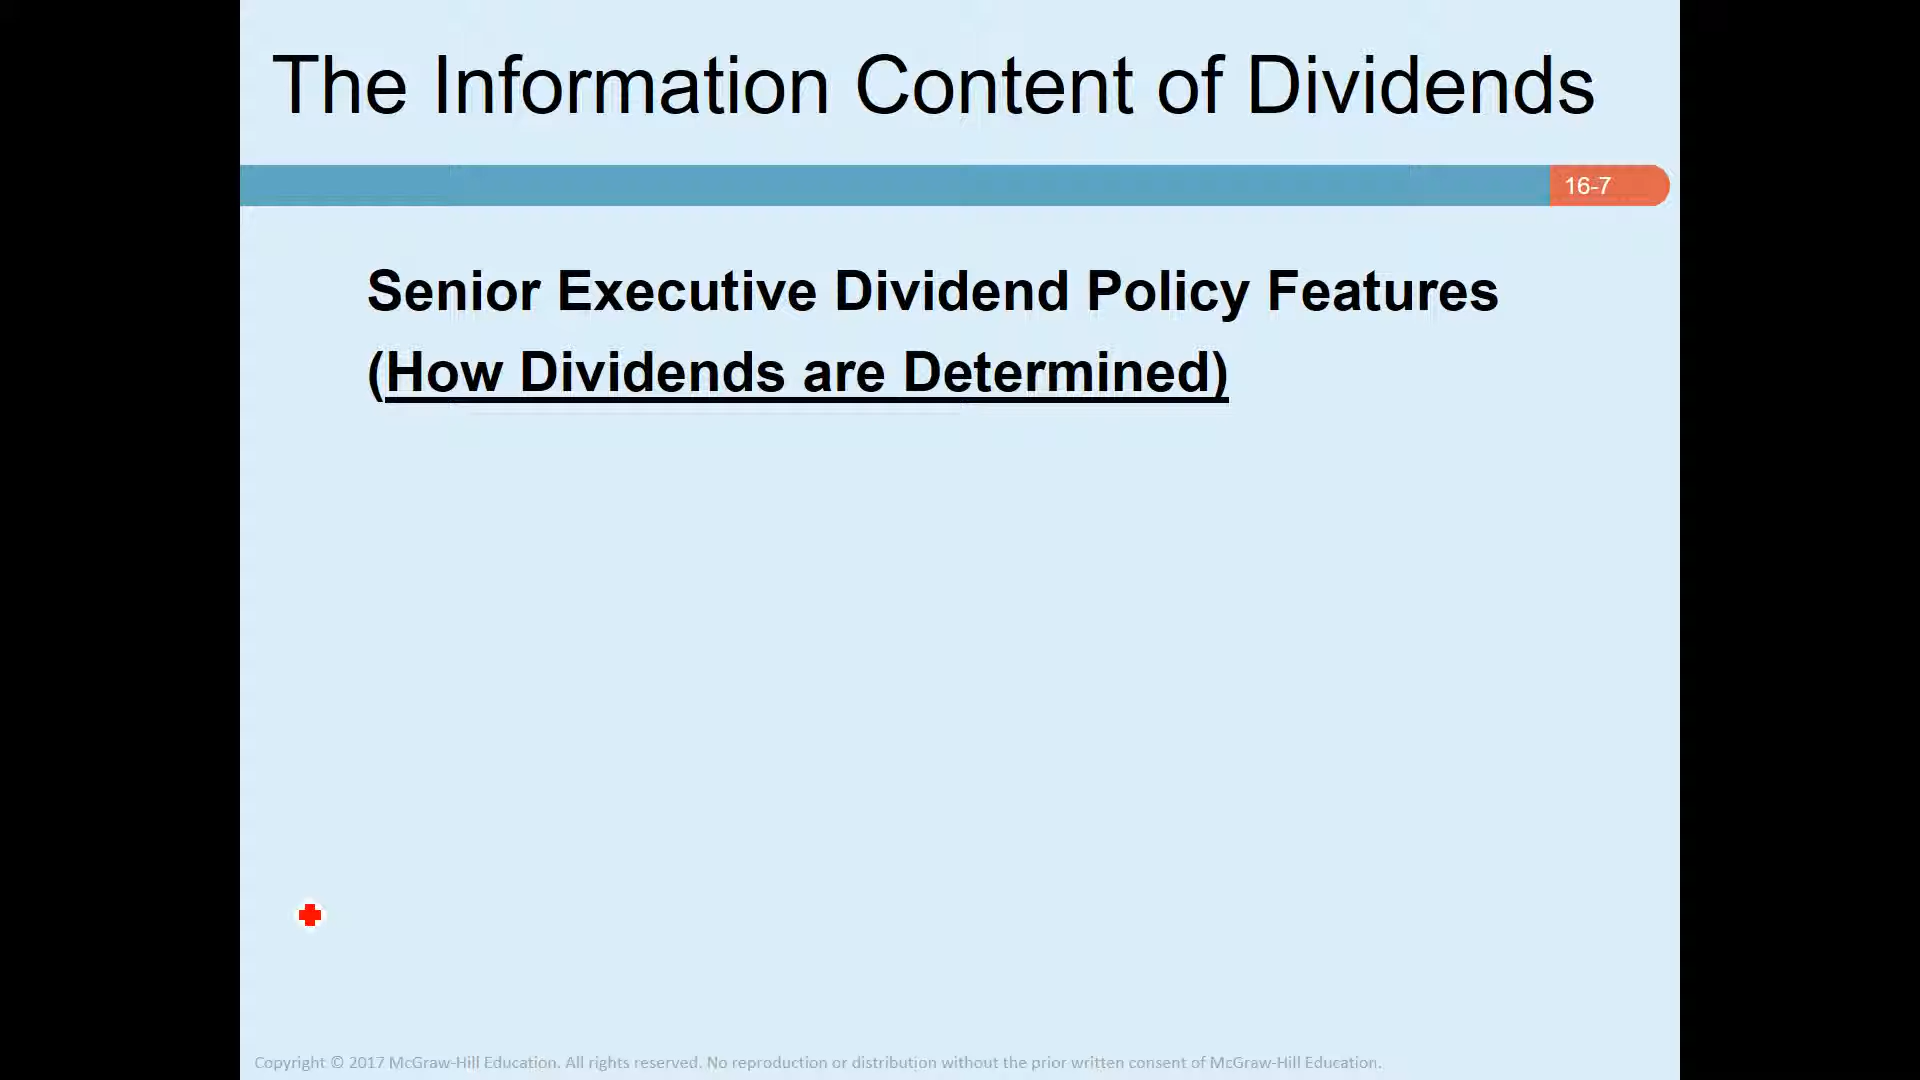 The Information Content of Dividends
16-7
Senior Executive Dividend Policy Features
(How Dividends are Determined)
Copyright © 2017 McGraw-Hill Education. All rights reserved. No reproduction or distribution without the prior written consent of McGraw-Hill Education.